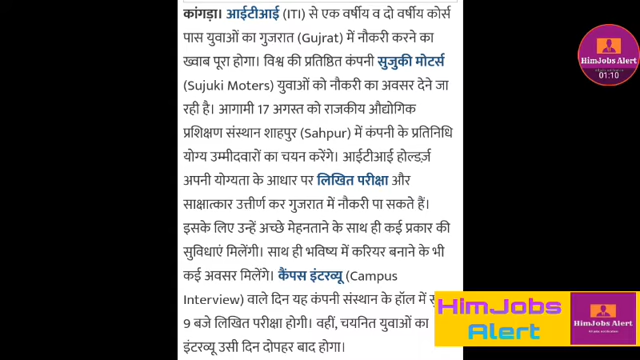 कांगड़ा। आईटीआई (ITI) से एक वर्षीय व दो वर्षीय कोर्स
पास युवाओं का गुजरात (Gujrat) में नौकरी करने का
ख्वाब पूरा होगा। विश्व की प्रतिष्ठित कंपनी सुजुकी मोटर्स
(Sujuki Moters) युवाओं को नौकरी का अवसर देने जा
रही है। आगामी 17 अगस्त को राजकीय औद्योगिक
प्रशिक्षण संस्थान शाहपुर (Sahpur) में कंपनी के प्रतिनिधि
योग्य उम्मीदवारों का चयन करेंगे। आईटीआई होल्डर्ज़
अपनी योग्यता के आधार पर लिखित परीक्षा और
साक्षात्कार उत्तीर्ण कर गुजरात में नौकरी पा सकते हैं।
इसके लिए उन्हें अच्छे मेहनताने के साथ ही कई प्रकार की
सुविधाएं मिलेंगी। साथ ही भविष्य में करियर बनाने के भी
कई अवसर मिलेंगे। कैंपस इंटरव्यू (Campus
Interview) वाले दिन यह कंपनी संस्थान के हॉल में
9 बजे लिखित परीक्षा होगी। वहीं, चयनित युवाओं का
इंटरव्यू उसी दिन दोपहर बाद होगा।
HimJobs Alert
01:10
HimJobs
Alert
HimJobs Alert